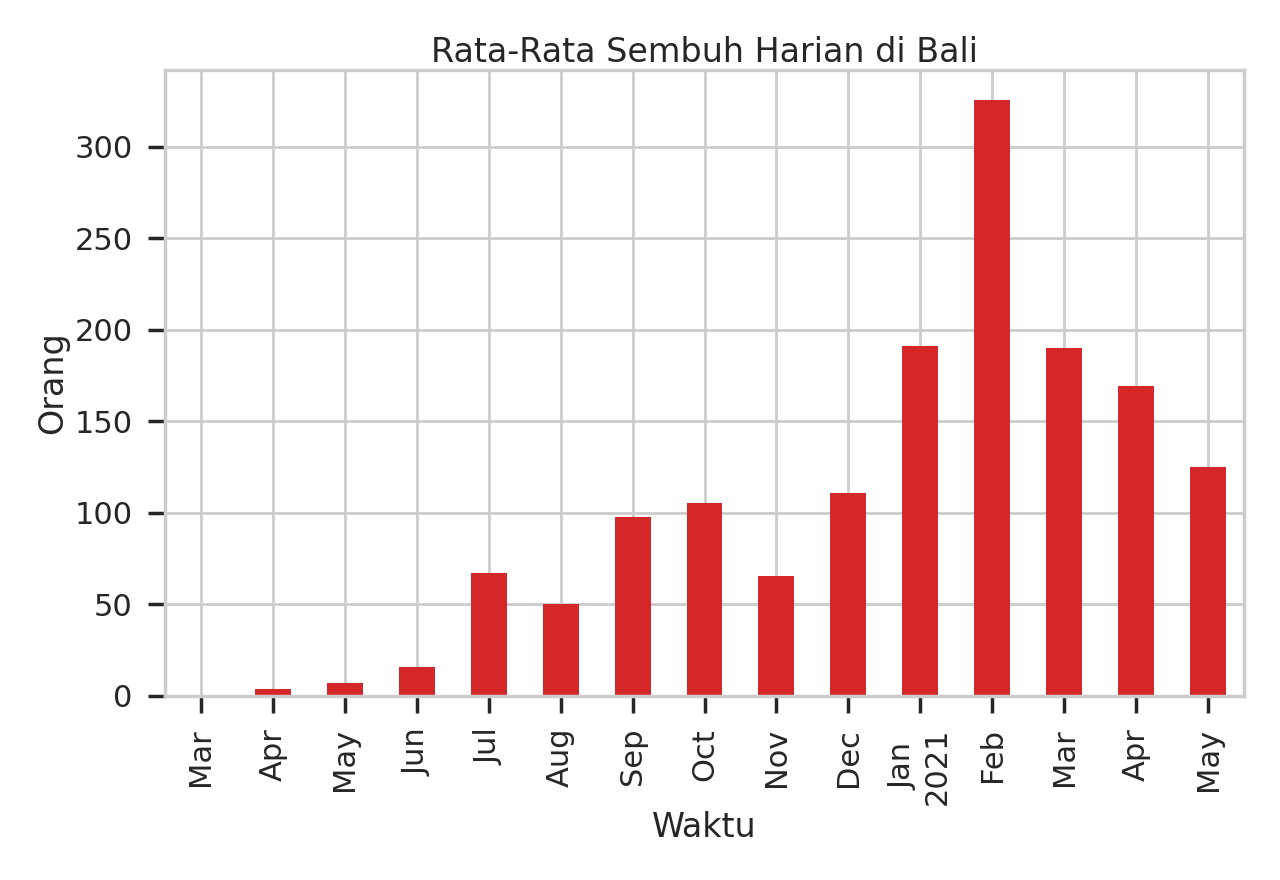 Rata-Rata Sembuh Harian di Bali
Orang
300
250
200
150
100
50
0
Mar
Apr
May
Jun
Jul
Aug
Sep
Oct
Nov
Dec
Jan
2021
Feb
Mar
Apr
May
Waktu